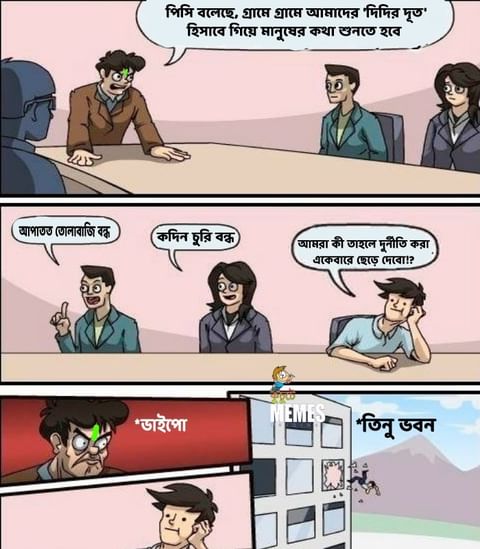 পিসি বলেছে, গ্রামে গ্রামে আমাদের 'দিদির দূত'
হিসাবে গিয়ে মানুষের কথা শুনতে হবে
আপাতত তোলাবাজি বন্ধ
কদিন চুরি বন্ধ
আমরা কী তাহলে দুর্নীতি করা
একেবারে ছেড়ে দেবো!?
*ভাইপো
MEMES
*তিনু ভবন